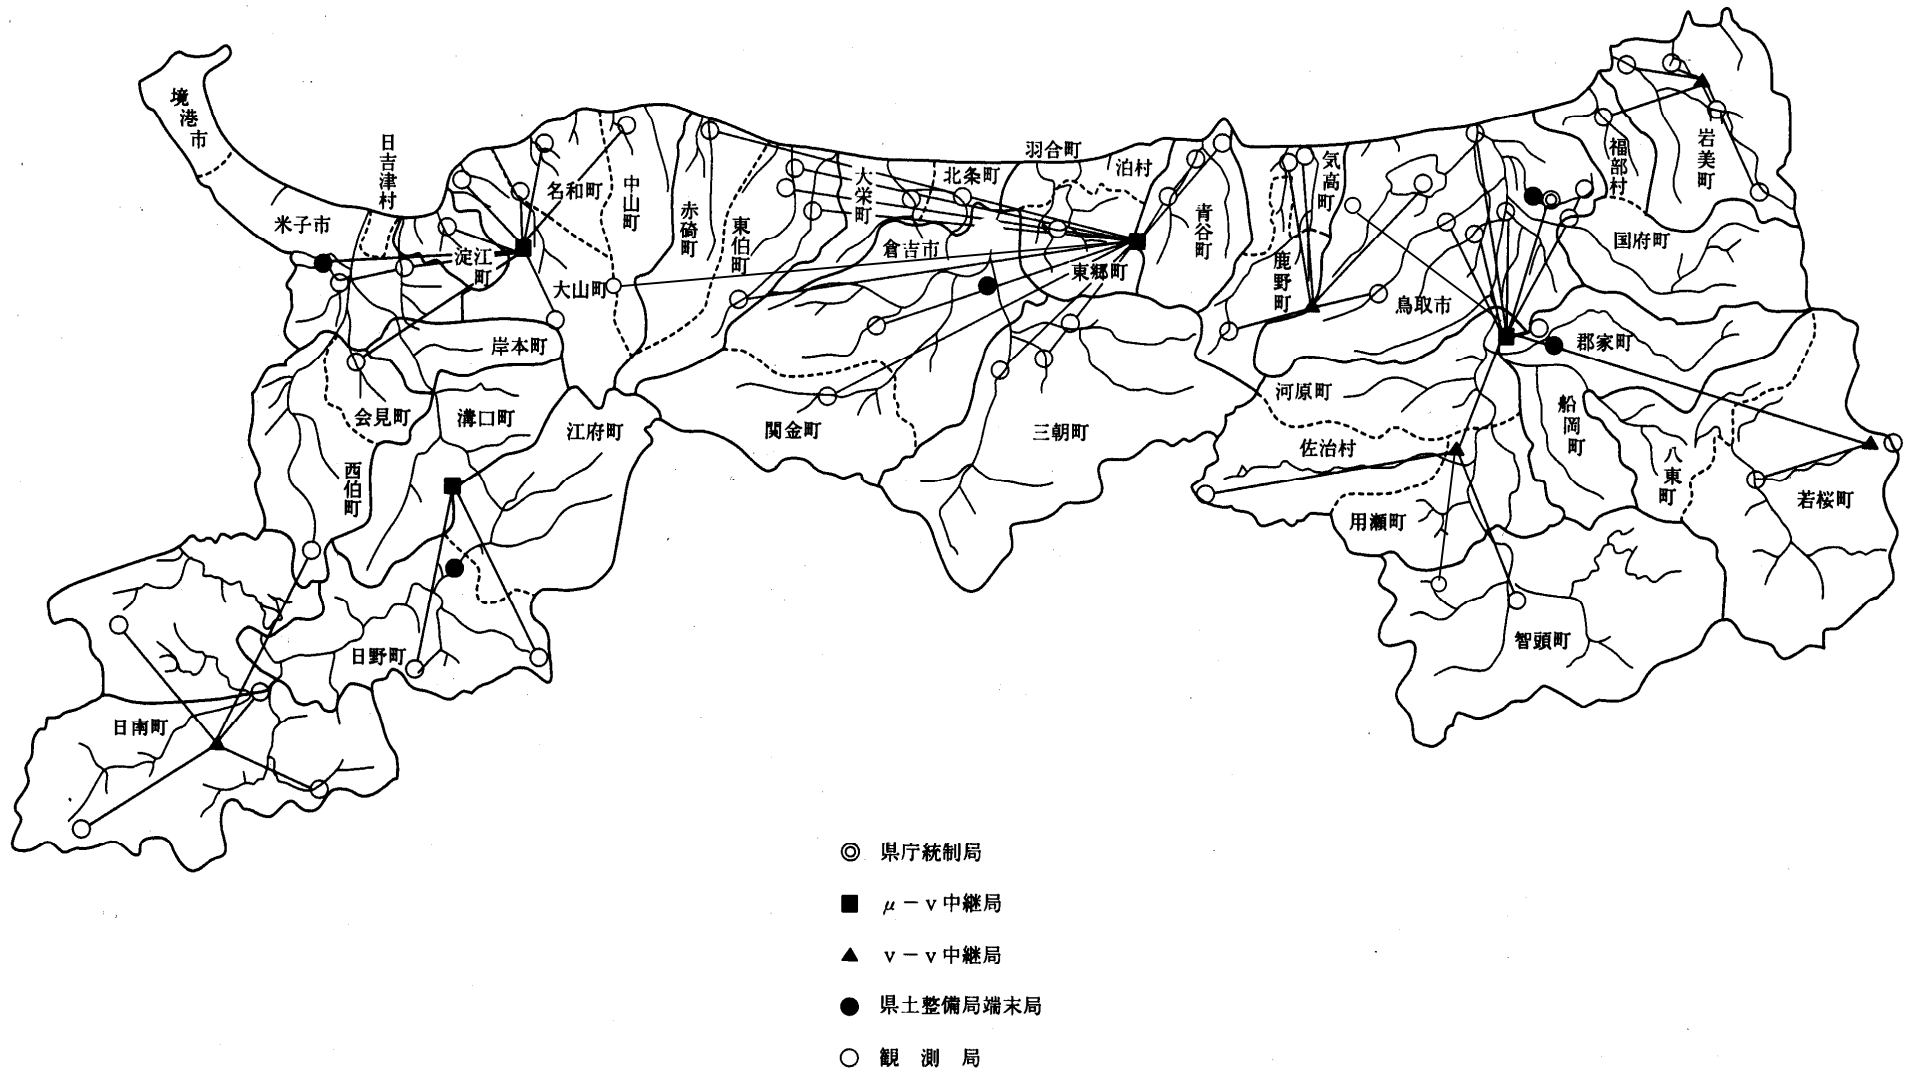 境港市
米子市
日吉津村
淀江町
名和町
大山町
中山町
赤碕町
東伯町
大栄町
北条町
倉吉市
羽合町
泊村
東郷町
青谷町
鹿野町
気高町
鳥取市
福部村
岩美町
国府町
郡家町
河原町
船岡町
八東町
若桜町
佐治村
用瀬町
智頭町
三朝町
関金町
岸本町
会見町
溝口町
江府町
西伯町
日野町
日南町
◎ 県庁統制局
■ μ－v中継局
▲ v－v中継局
● 県土整備局端末局
○ 観測局